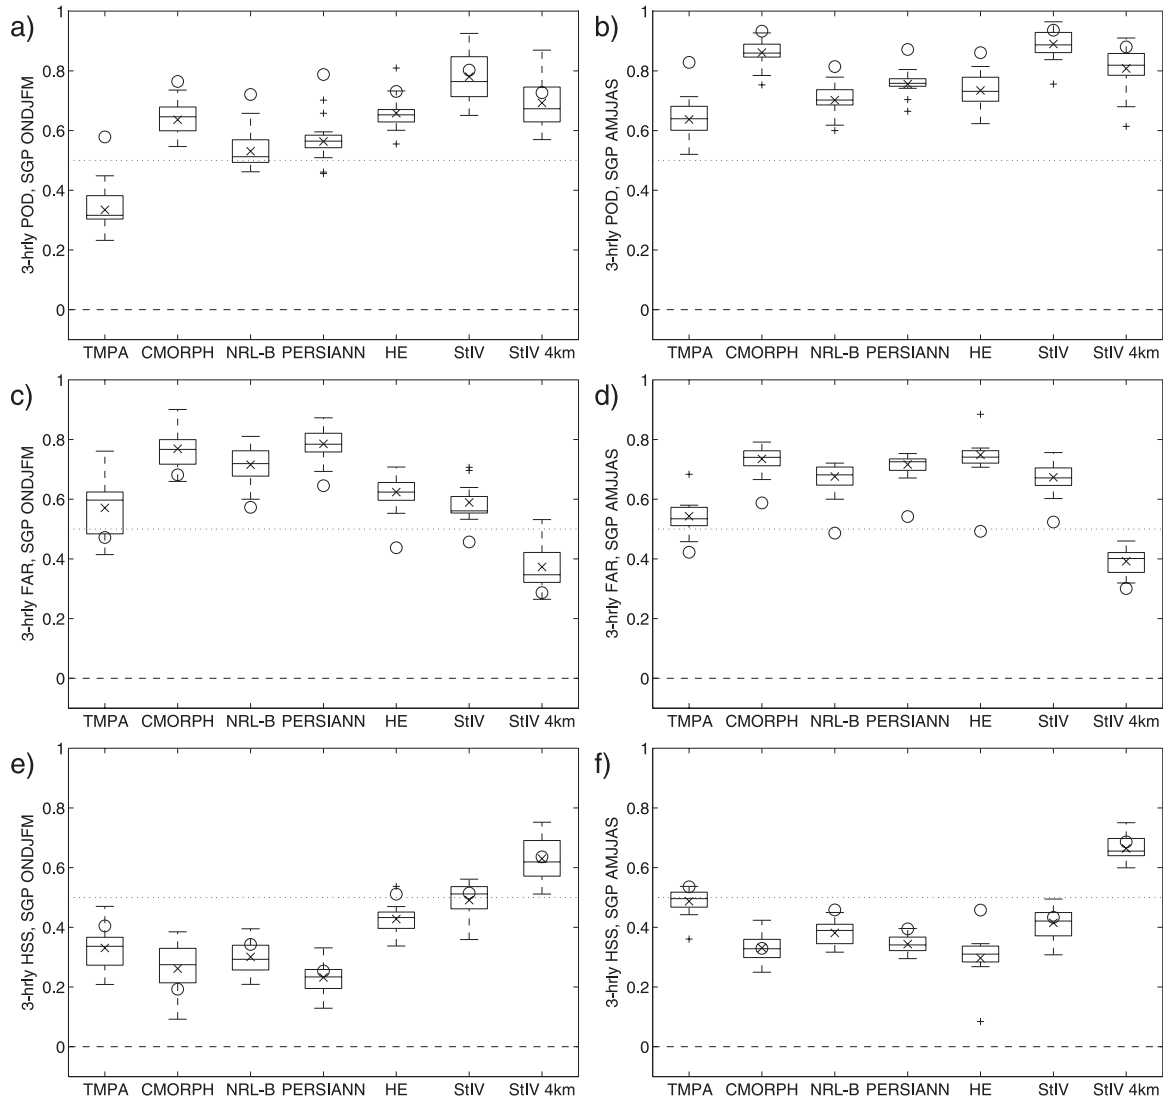 a)
3-hrly POD, SGP ONDJFM
1
0.8
0.6
0.4
0.2
0
TMPA CMORPH NRL-B PERSIANN HE StIV StIV 4km
b)
3-hrly POD, SGP AMJJAS
1
0.8
0.6
0.4
0.2
0
TMPA CMORPH NRL-B PERSIANN HE StIV StIV 4km
c)
3-hrly FAR, SGP ONDJFM
1
0.8
0.6
0.4
0.2
0
TMPA CMORPH NRL-B PERSIANN HE StIV StIV 4km
d)
3-hrly FAR, SGP AMJJAS
1
0.8
0.6
0.4
0.2
0
TMPA CMORPH NRL-B PERSIANN HE StIV StIV 4km
e)
3-hrly HSS, SGP ONDJFM
1
0.8
0.6
0.4
0.2
0
TMPA CMORPH NRL-B PERSIANN HE StIV StIV 4km
f)
3-hrly HSS, SGP AMJJAS
1
0.8
0.6
0.4
0.2
0
TMPA CMORPH NRL-B PERSIANN HE StIV StIV 4km